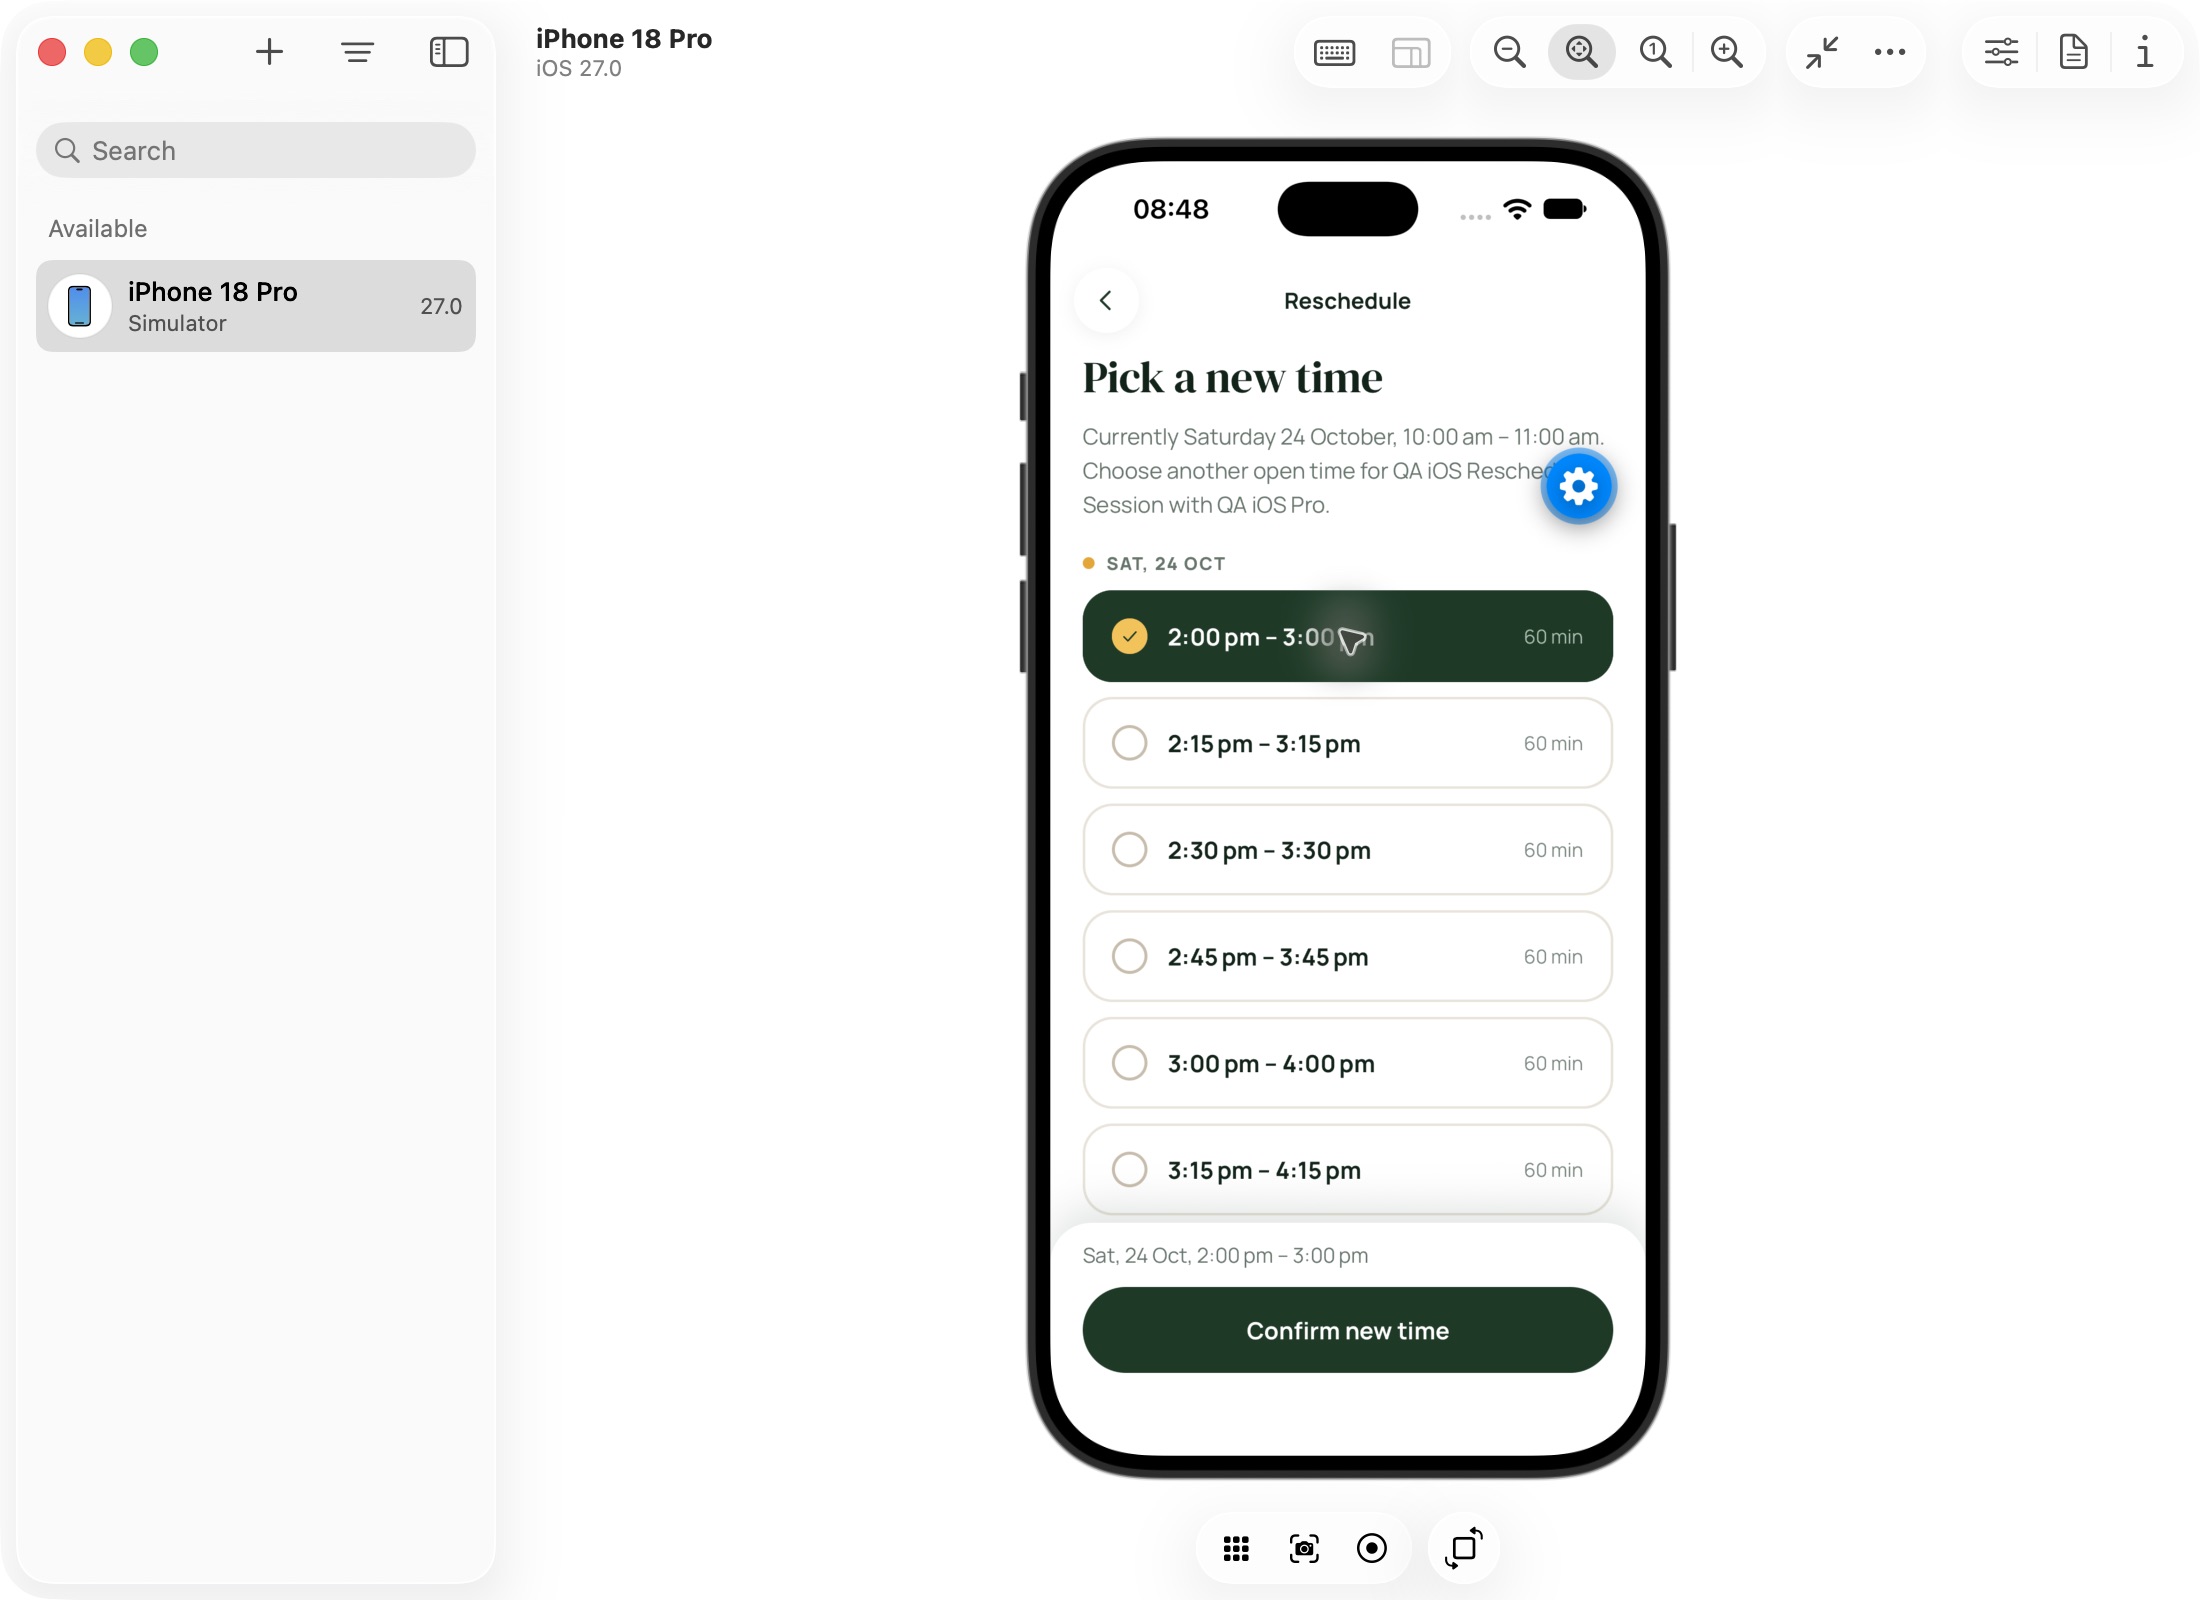 iPhone 18 Pro
iOS 27.0
Search
Available
iPhone 18 Pro
Simulator
27.0
08:48
Reschedule
Pick a new time
Currently Saturday 24 October, 10:00 am – 11:00 am.
Choose another open time for QA iOS
Session with QA iOS Pro.
SAT, 24 OCT
2:00 pm – 3:00
60 min
2:15 pm – 3:15 pm
60 min
2:30 pm – 3:30 pm
60 min
2:45 pm – 3:45 pm
60 min
3:00 pm – 4:00 pm
60 min
3:15 pm – 4:15 pm
60 min
Sat, 24 Oct, 2:00 pm – 3:00 pm
Confirm new time